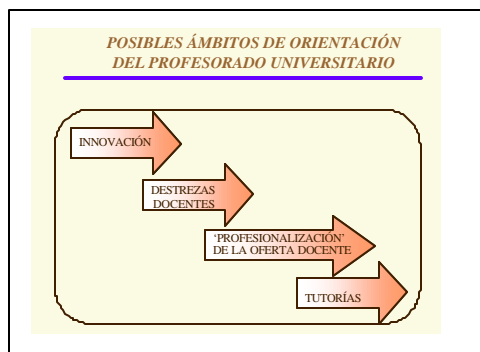 POSIBLES ÁMBITOS DE ORIENTACIÓN
DEL PROFESORADO UNIVERSITARIO
INNOVACIÓN
DESTREZAS
DOCENTES
‘PROFESIONALIZACIÓN’
DE LA OFERTA DOCENTE
TUTORÍAS